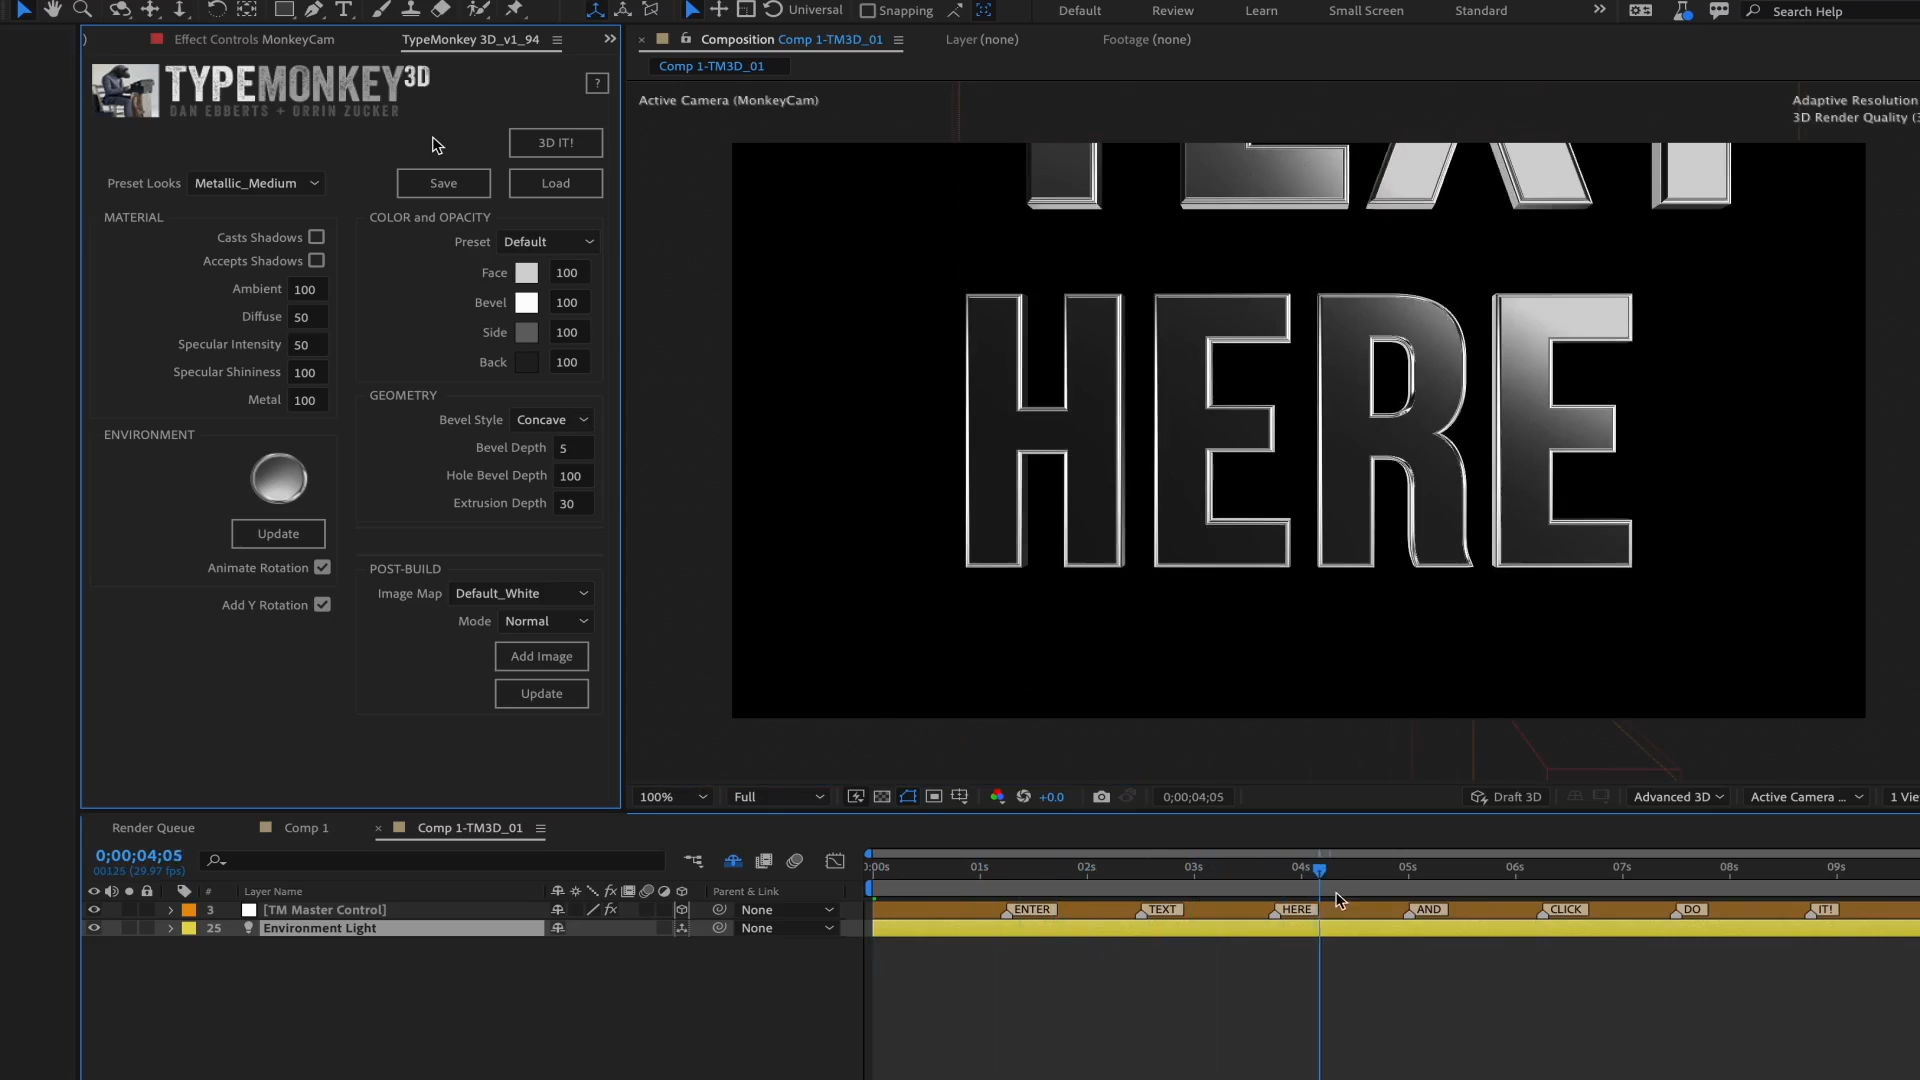 Universal
Snapping
Default
Review
Learn
Small Screen
Standard
Search Help
Effect Controls MonkeyCam
TypeMonkey 3D_v1_94
Composition Comp 1-TM3D_01
Layer (none)
Footage (none)
Comp 1-TM3D_01
TYPEMONKEY3D
DAN EBBERTS + ORRIN ZUCKER
?
Active Camera (MonkeyCam)
Adaptive Resolution
3D Render Quality (3
3D IT!
Preset Looks Metallic_Medium
Save
Load
MATERIAL
Casts Shadows
Accepts Shadows
Ambient 100
Diffuse 50
Specular Intensity 50
Specular Shininess 100
Metal 100
COLOR and OPACITY
Preset Default
Face 100
Bevel 100
Side 100
Back 100
GEOMETRY
Bevel Style Concave
Bevel Depth 5
Hole Bevel Depth 100
Extrusion Depth 30
ENVIRONMENT
Update
Animate Rotation
Add Y Rotation
POST-BUILD
Image Map Default_White
Mode Normal
Add Image
Update
TEXT
HERE
100%
Full
+0.0
0;00;04;05
Draft 3D
Advanced 3D
Active Camera ...
1 Vie
Render Queue
Comp 1
Comp 1-TM3D_01
0;00;04;05
00125 (29.97 fps)
:00s 01s 02s 03s 04s 05s 06s 07s 08s 09s
# Layer Name fx Parent & Link
3 [TM Master Control] fx None
ENTER TEXT HERE AND CLICK DO IT!
25 Environment Light None